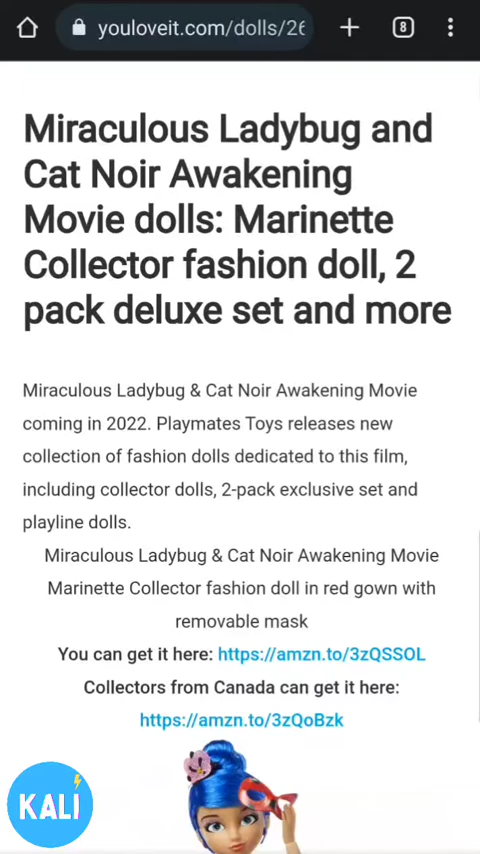 youloveit.com/dolls/26
8
Miraculous Ladybug and
Cat Noir Awakening
Movie dolls: Marinette
Collector fashion doll, 2
pack deluxe set and more
Miraculous Ladybug & Cat Noir Awakening Movie
coming in 2022. Playmates Toys releases new
collection of fashion dolls dedicated to this film,
including collector dolls, 2-pack exclusive set and
playline dolls.
Miraculous Ladybug & Cat Noir Awakening Movie
Marinette Collector fashion doll in red gown with
removable mask
You can get it here: https://amzn.to/3zQSSOL
Collectors from Canada can get it here:
https://amzn.to/3zQoBzk
KALI